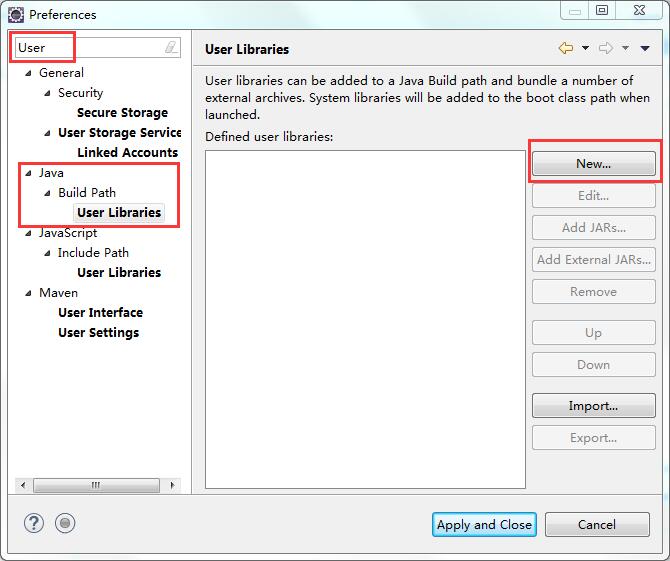 Preferences
User
General
Security
Secure Storage
User Storage Service
Linked Accounts
Java
Build Path
User Libraries
JavaScript
Include Path
User Libraries
Maven
User Interface
User Settings
User Libraries
User libraries can be added to a Java Build path and bundle a number of
external archives. System libraries will be added to the boot class path when
launched.
Defined user libraries:
New...
Edit...
Add JARs...
Add External JARs...
Remove
Up
Down
Import...
Export...
?
Apply and Close
Cancel